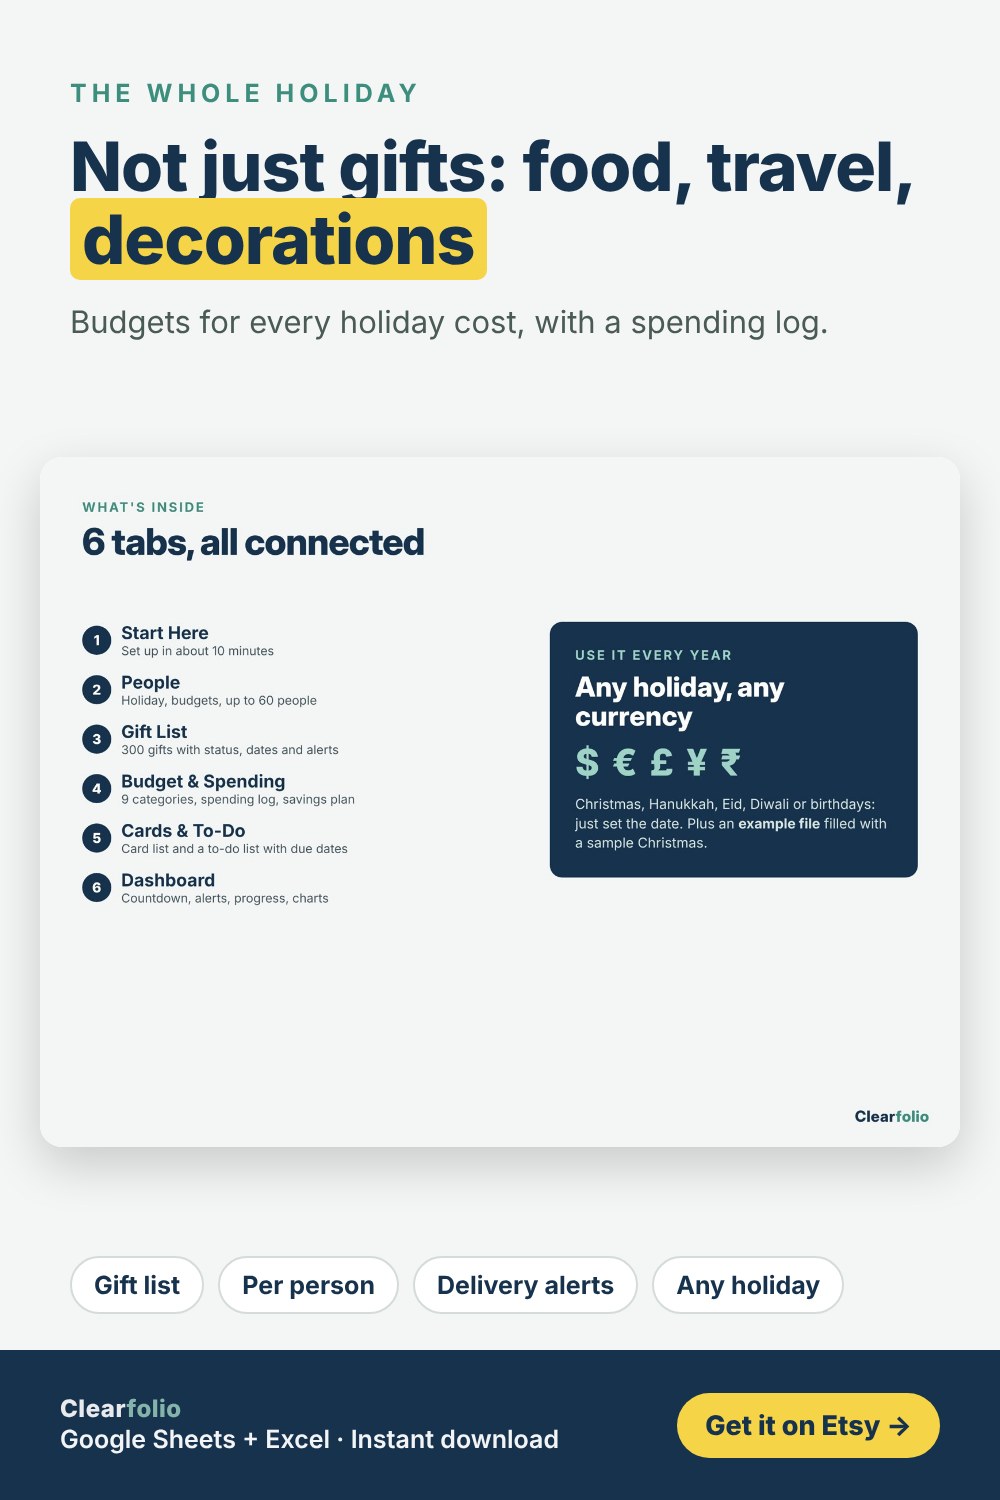 THE WHOLE HOLIDAY
Not just gifts: food, travel,
decorations
Budgets for every holiday cost, with a spending log.
WHAT'S INSIDE
6 tabs, all connected
1 Start Here
Set up in about 10 minutes
2 People
Holiday, budgets, up to 60 people
3 Gift List
300 gifts with status, dates and alerts
4 Budget & Spending
9 categories, spending log, savings plan
5 Cards & To-Do
Card list and a to-do list with due dates
6 Dashboard
Countdown, alerts, progress, charts
USE IT EVERY YEAR
Any holiday, any
currency
$ € £ ¥ ₹
Christmas, Hanukkah, Eid, Diwali or birthdays:
just set the date. Plus an example file filled with
a sample Christmas.
Clearfolio
Gift list
Per person
Delivery alerts
Any holiday
Clearfolio
Google Sheets + Excel · Instant download
Get it on Etsy →